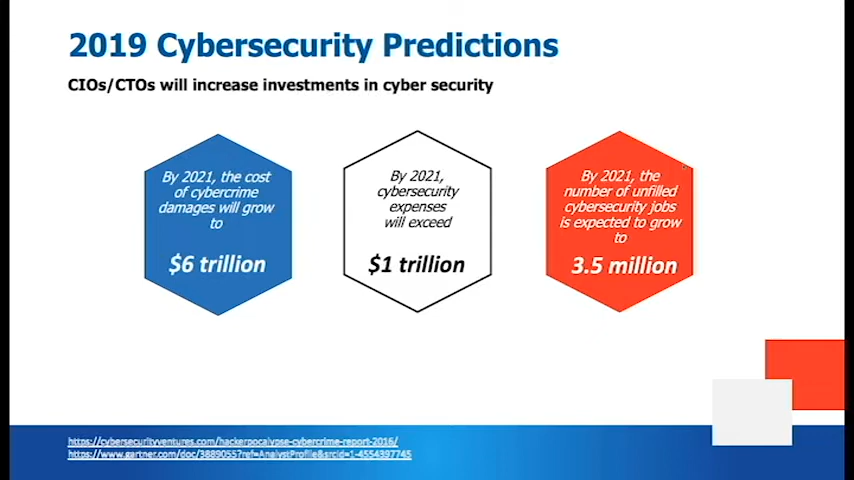 2019 Cybersecurity Predictions
CIOs/CTOs will increase investments in cyber security
By 2021, the cost
of cybercrime
damages will grow
to
$6 trillion
By 2021,
cybersecurity
expenses
will exceed
$1 trillion
By 2021, the
number of unfilled
cybersecurity jobs
is expected to grow
to
3.5 million
https://cybersecurityventures.com/hackerpocalypse-cybercrime-report-2016/
https://www.gartner.com/doc/3889055?ref=AnalystProfile&srcId=1-4554397745